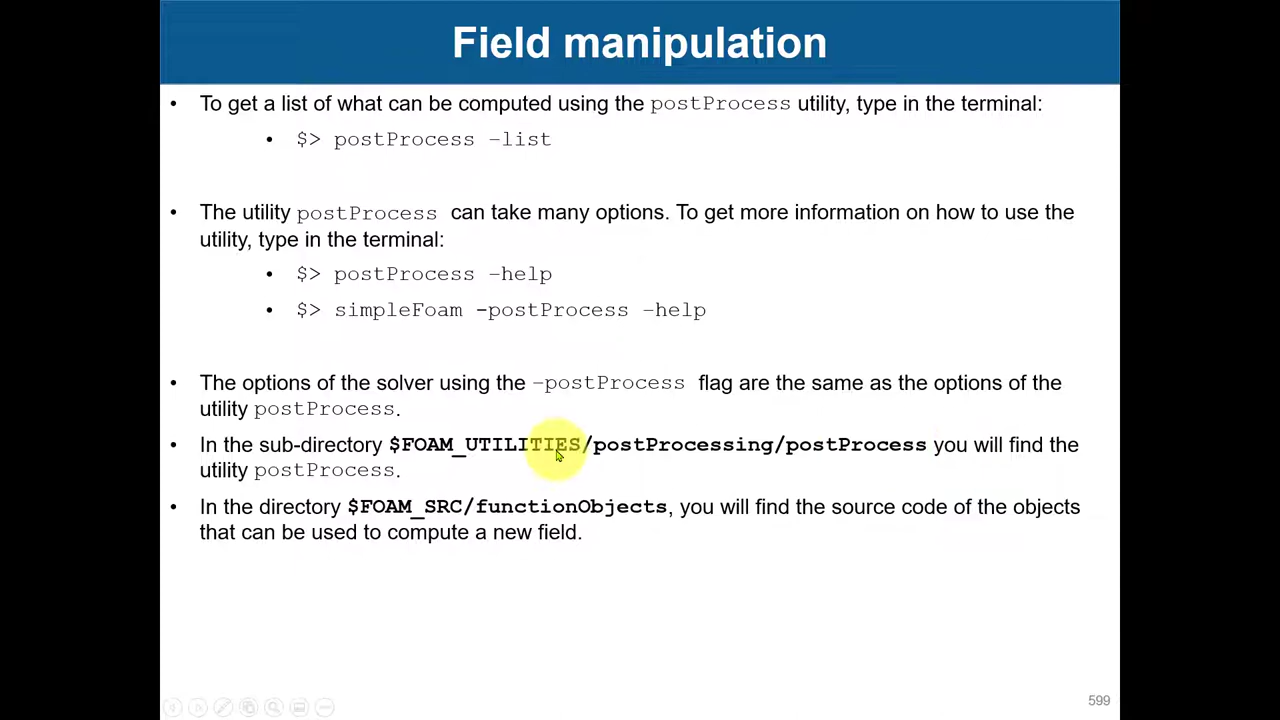 Field manipulation
• To get a list of what can be computed using the postProcess utility, type in the terminal:
• $> postProcess –list
• The utility postProcess can take many options. To get more information on how to use the
utility, type in the terminal:
• $> postProcess –help
• $> simpleFoam -postProcess –help
• The options of the solver using the –postProcess flag are the same as the options of the
utility postProcess.
• In the sub-directory $FOAM_UTILITIES/postProcessing/postProcess you will find the
utility postProcess.
• In the directory $FOAM_SRC/functionObjects, you will find the source code of the objects
that can be used to compute a new field.
599